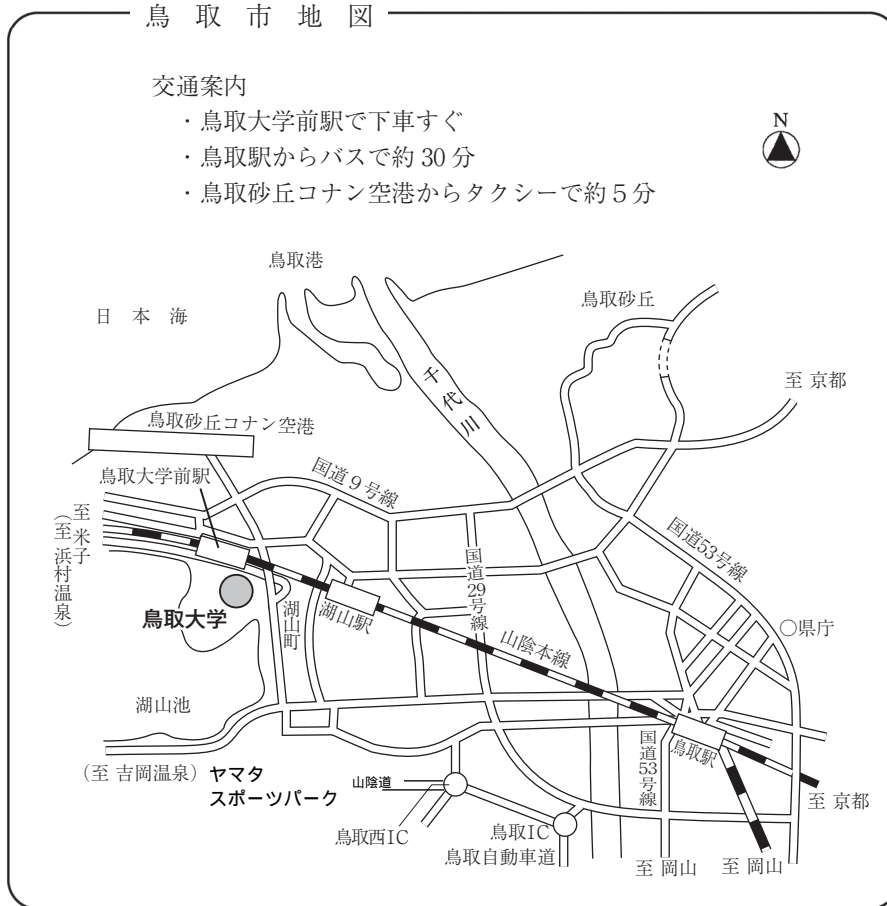 鳥取市地図
交通案内
・鳥取大学前駅で下車すぐ
・鳥取駅からバスで約30分
・鳥取砂丘コナン空港からタクシーで約5分
N
鳥取港
日本海
鳥取砂丘
千代川
至 京都
鳥取砂丘コナン空港
鳥取大学前駅
国道9号線
至 米子
(至 浜村温泉)
国道53号線
国道29号線
鳥取大学
湖山町
湖山駅
山陰本線
○県庁
湖山池
鳥取駅
国道53号線
(至 吉岡温泉)
ヤマタ
スポーツパーク
山陰道
至 京都
鳥取西IC
鳥取IC
鳥取自動車道
至 岡山
至 岡山